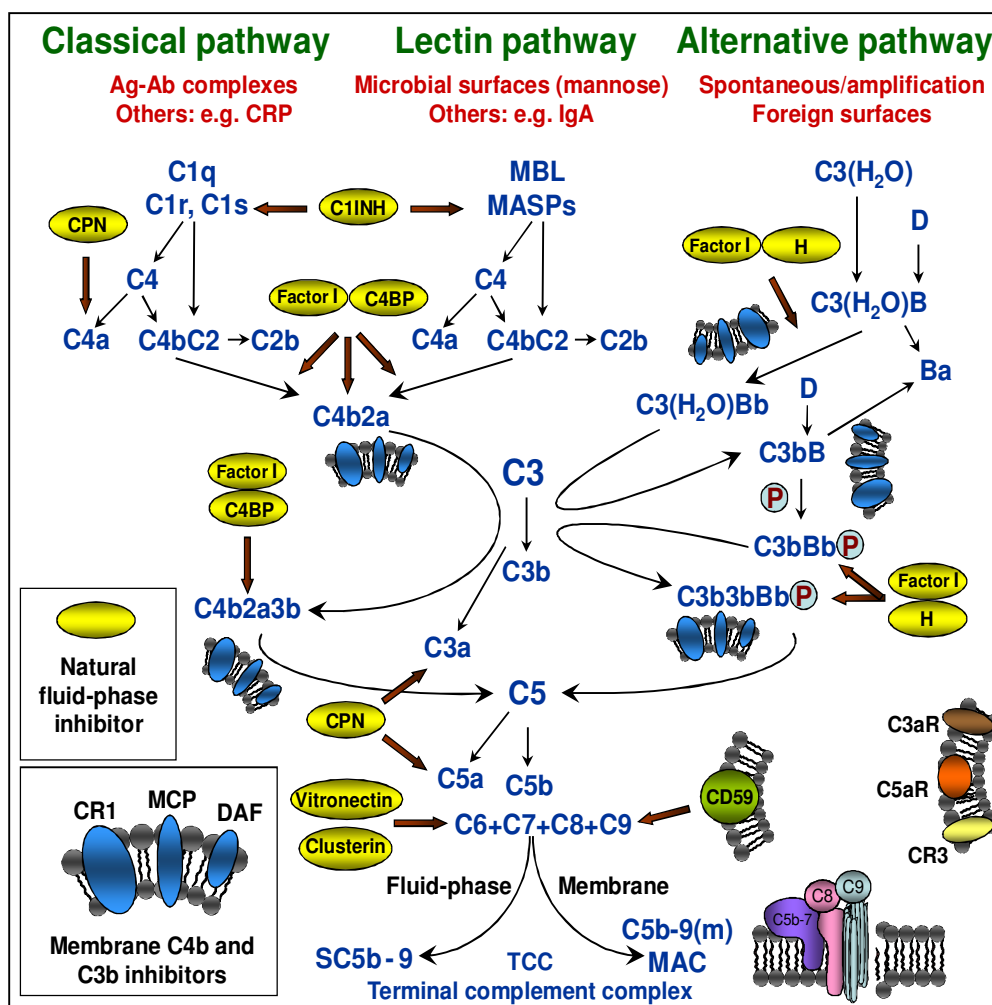 Classical pathway
Lectin pathway
Alternative pathway
Ag-Ab complexes
Others: e.g. CRP
Microbial surfaces (mannose)
Others: e.g. IgA
Spontaneous/amplification
Foreign surfaces
C1q
C1r, C1s
C1INH
MBL
MASPs
C3(H₂O)
CPN
D
Factor I
H
C4
C4
Factor I
C4BP
C3(H₂O)B
C4a
C4bC2
C2b
C4a
C4bC2
C2b
Ba
C3(H₂O)Bb
D
C4b2a
C3bB
Factor I
C4BP
C3
P
C3bBb
P
C3b
C4b2a3b
C3b3bBb
P
Factor I
H
C3a
Natural
fluid-phase
inhibitor
C5
CPN
C3aR
C5a
C5b
C5aR
CD59
CR3
Vitronectin
Clusterin
C6+C7+C8+C9
CR1
MCP
DAF
Fluid-phase
Membrane
C5b-7
C8
C9
Membrane C4b and
C3b inhibitors
SC5b-9
TCC
C5b-9(m)
MAC
Terminal complement complex